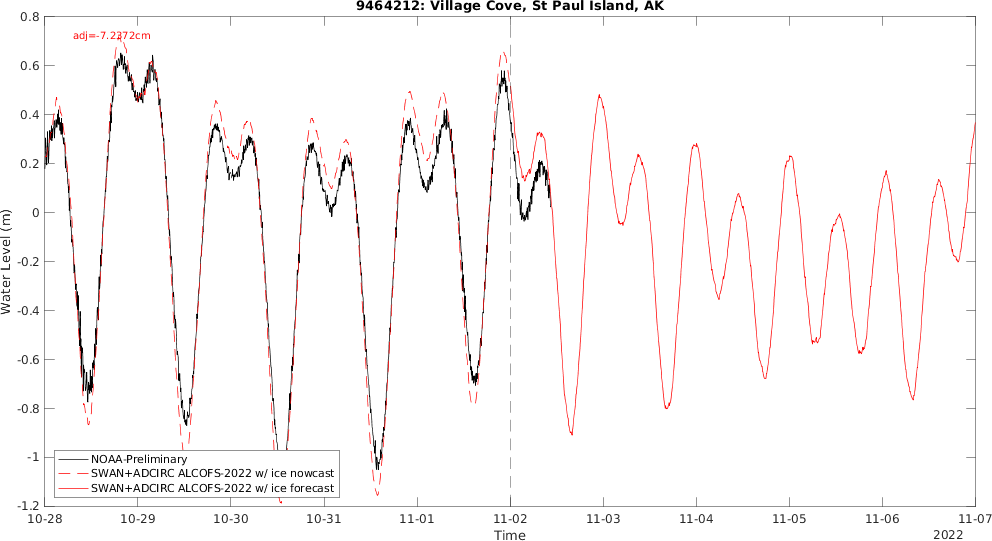 9464212: Village Cove, St Paul Island, AK
adj=-7.2372cm
Water Level (m)
0.8
0.6
0.4
0.2
0
-0.2
-0.4
-0.6
-0.8
-1
-1.2
NOAA-Preliminary
SWAN+ADCIRC ALCOFS-2022 w/ ice nowcast
SWAN+ADCIRC ALCOFS-2022 w/ ice forecast
10-28 10-29 10-30 10-31 11-01 11-02 11-03 11-04 11-05 11-06 11-07
Time
2022